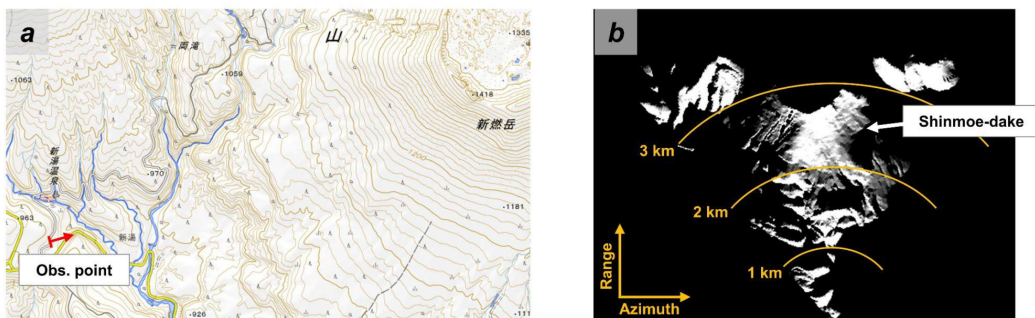 a
山
両滝
・1335
・1063
・1059
・1418
新燃岳
1200
新湯温泉
・970
・963
新湯
・1181
Obs. point
・926
b
Shinmoe-dake
3 km
2 km
1 km
Range
Azimuth